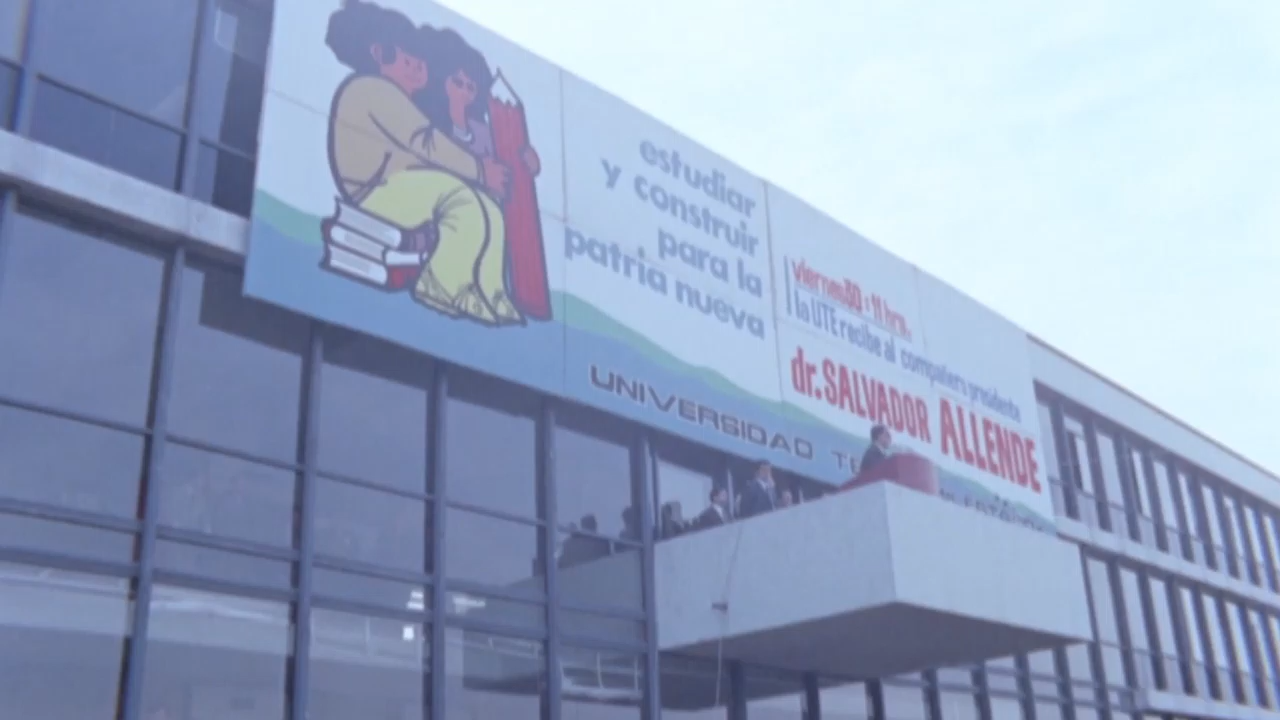 estudiar
y construir
para la
patria nueva
viernes 30 · 11 hrs.
la UTE recibe al compañero presidente
dr. SALVADOR ALLENDE
UNIVERSIDAD